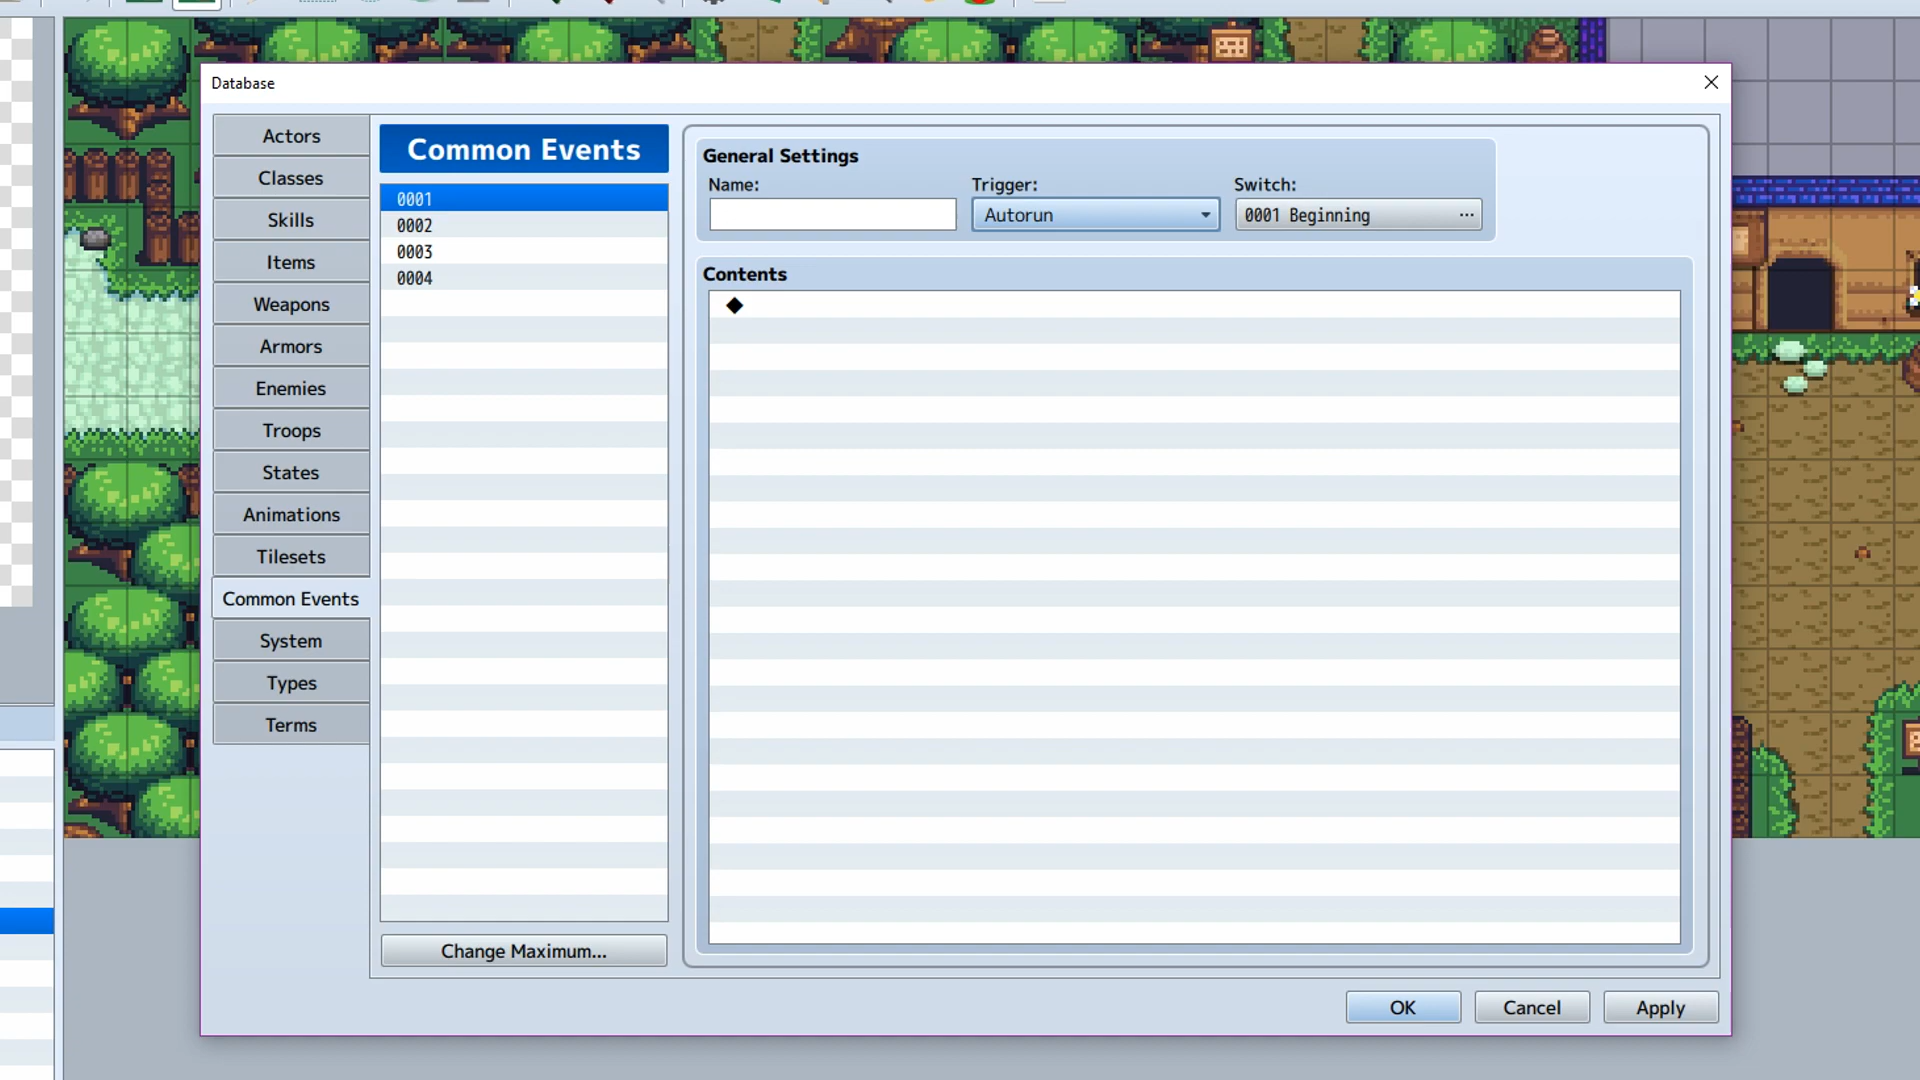 Database
Actors
Classes
Skills
Items
Weapons
Armors
Enemies
Troops
States
Animations
Tilesets
Common Events
System
Types
Terms
Common Events
0001
0002
0003
0004
Change Maximum...
General Settings
Name: Trigger: Switch:
Autorun 0001 Beginning ...
Contents
OK Cancel Apply